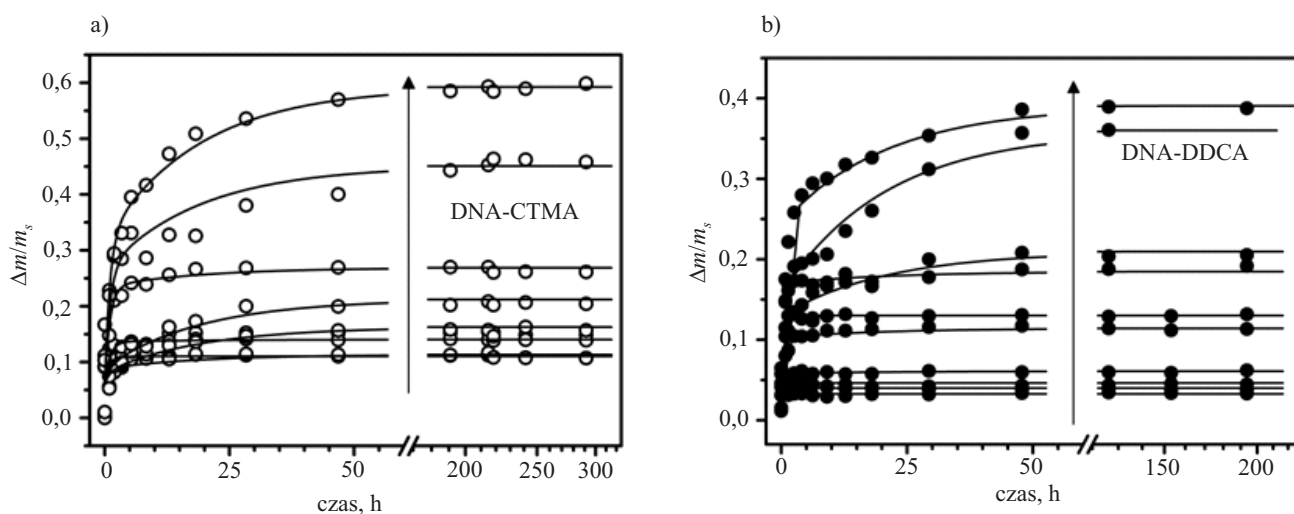 a)
0,6
0,5
0,4
0,3
0,2
0,1
0,0
Δm/mₛ
DNA-CTMA
0 25 50 200 250 300
czas, h
b)
0,4
0,3
0,2
0,1
0,0
Δm/mₛ
DNA-DDCA
0 25 50 150 200
czas, h